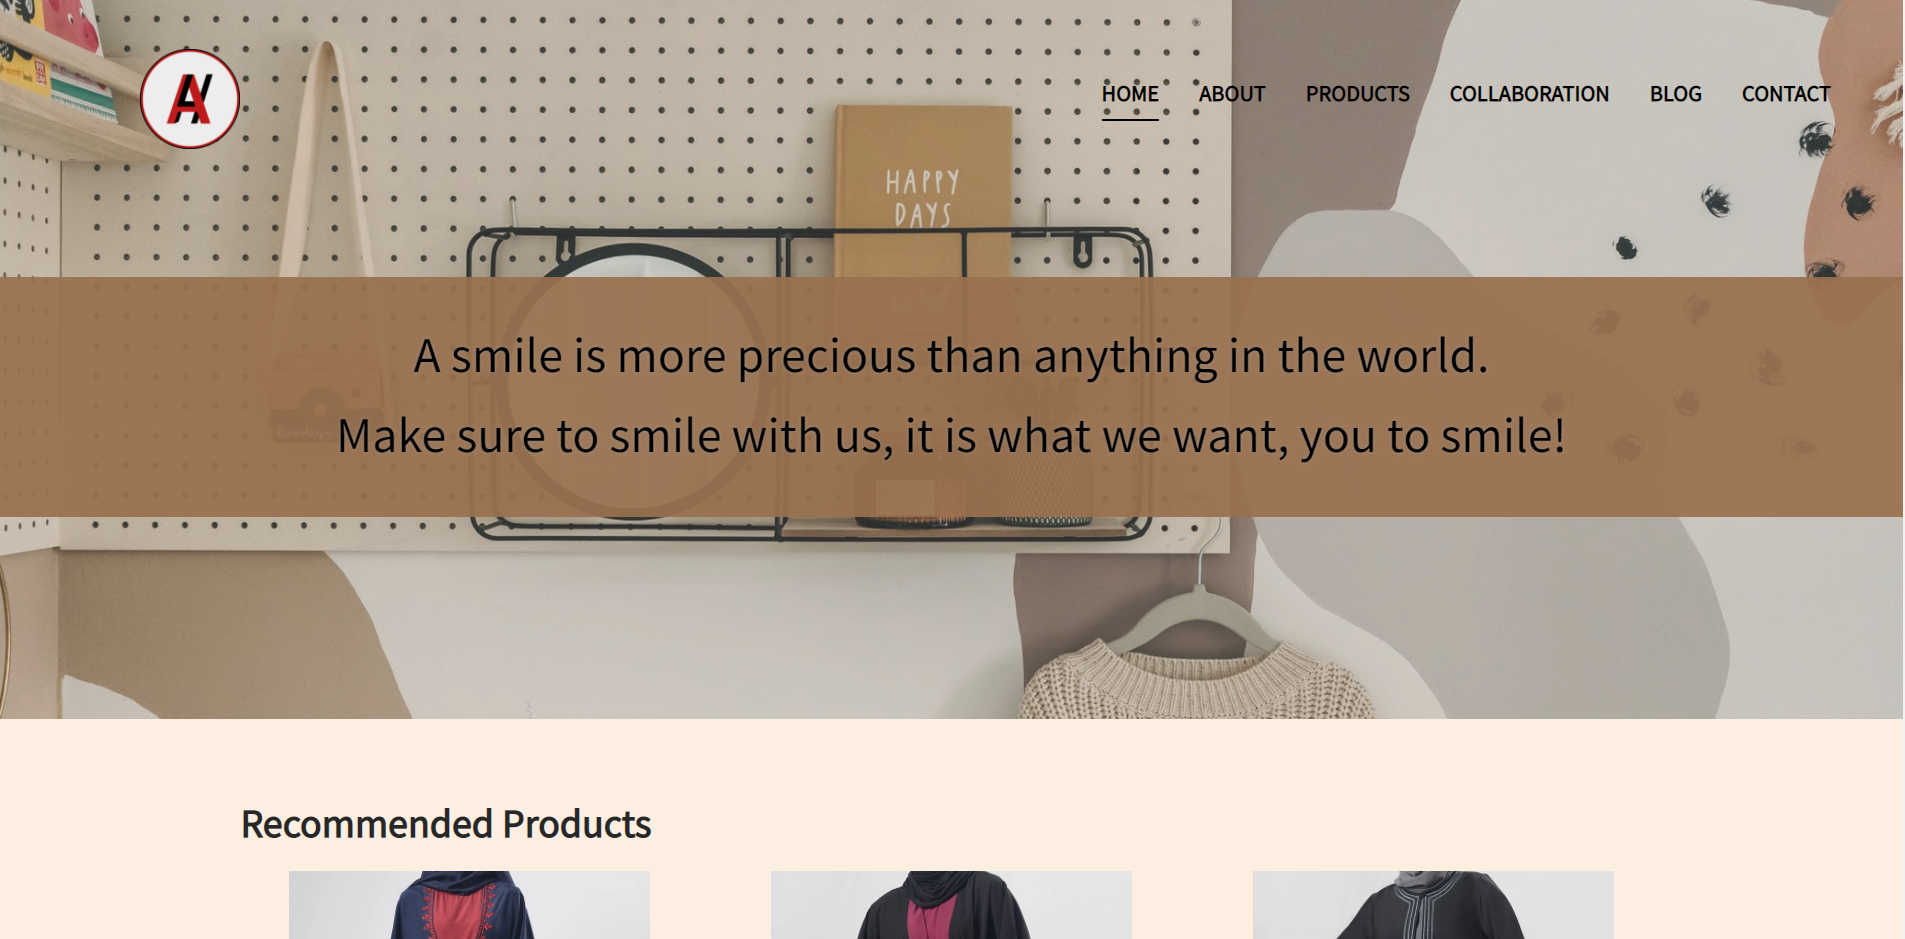 HOME ABOUT PRODUCTS COLLABORATION BLOG CONTACT
HAPPY
DAYS
A smile is more precious than anything in the world.
Make sure to smile with us, it is what we want, you to smile!
Recommended Products